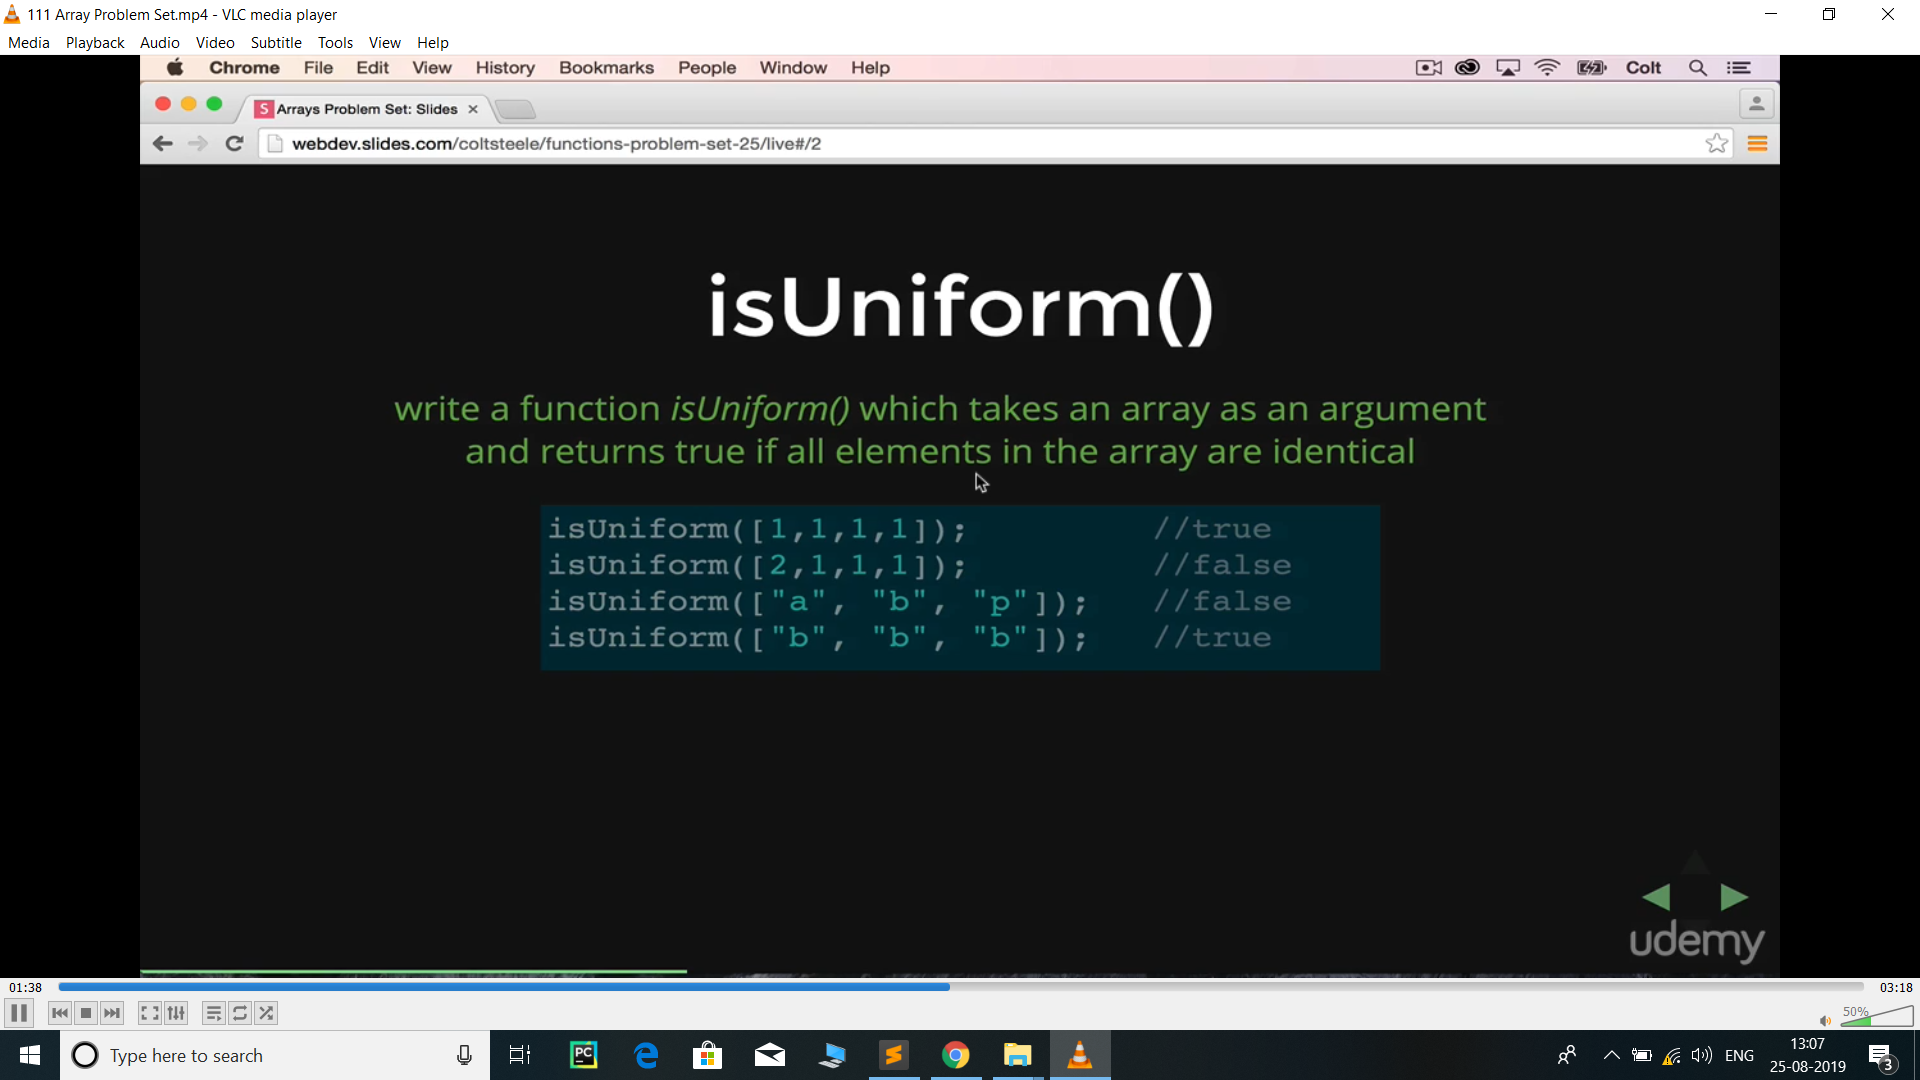 111 Array Problem Set.mp4 - VLC media player
Media Playback Audio Video Subtitle Tools View Help
Chrome File Edit View History Bookmarks People Window Help Colt
S Arrays Problem Set: Slides ×
webdev.slides.com/coltsteele/functions-problem-set-25/live#/2
isUniform()
write a function isUniform() which takes an array as an argument
and returns true if all elements in the array are identical
isUniform([1,1,1,1]); //true
isUniform([2,1,1,1]); //false
isUniform(["a", "b", "p"]); //false
isUniform(["b", "b", "b"]); //true
udemy
01:38 03:18
50%
Type here to search
PC
ENG
13:07
25-08-2019
3